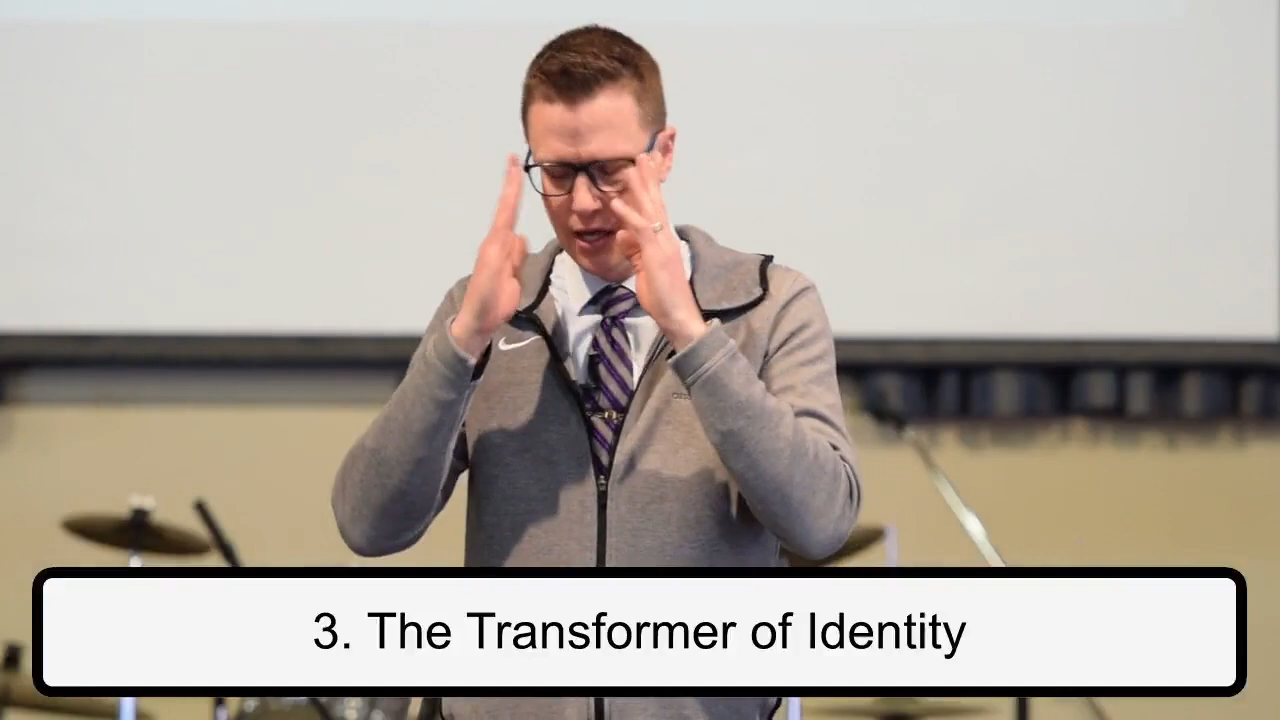 3. The Transformer of Identity